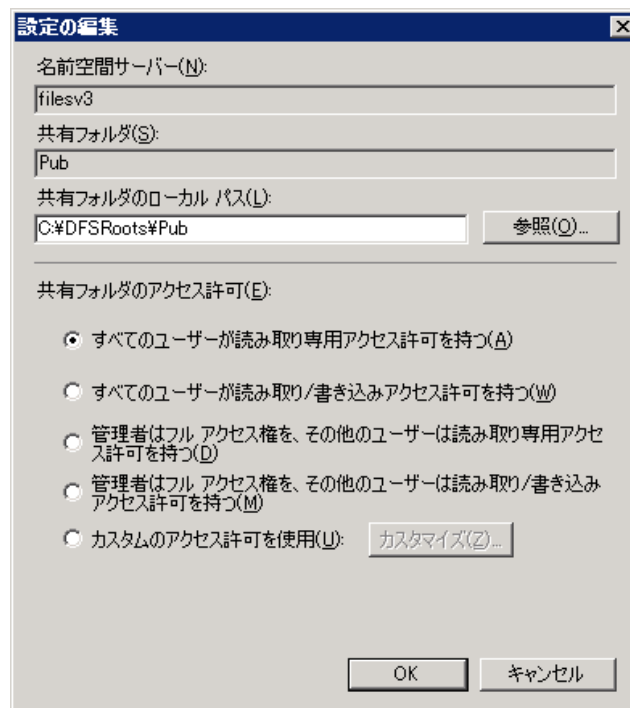 設定の編集
名前空間サーバー(N):
filesv3
共有フォルダ(S):
Pub
共有フォルダのローカル パス(L):
C:¥DFSRoots¥Pub
参照(O)...
共有フォルダのアクセス許可(E):
すべてのユーザーが読み取り専用アクセス許可を持つ(A)
すべてのユーザーが読み取り/書き込みアクセス許可を持つ(W)
管理者はフル アクセス権を、その他のユーザーは読み取り専用アクセ
ス許可を持つ(D)
管理者はフル アクセス権を、その他のユーザーは読み取り/書き込み
アクセス許可を持つ(M)
カスタムのアクセス許可を使用(U):
カスタマイズ(Z)...
OK
キャンセル